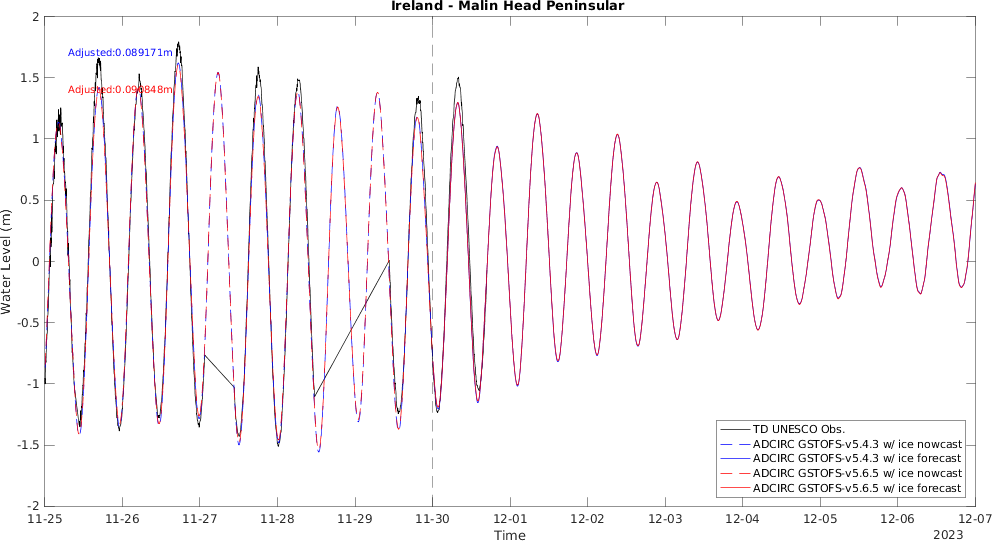 Ireland - Malin Head Peninsular
Adjusted:0.089171m
Adjusted:0.090848m
Water Level (m)
2
1.5
1
0.5
0
-0.5
-1
-1.5
-2
TD UNESCO Obs.
ADCIRC GSTOFS-v5.4.3 w/ ice nowcast
ADCIRC GSTOFS-v5.4.3 w/ ice forecast
ADCIRC GSTOFS-v5.6.5 w/ ice nowcast
ADCIRC GSTOFS-v5.6.5 w/ ice forecast
11-25 11-26 11-27 11-28 11-29 11-30 12-01 12-02 12-03 12-04 12-05 12-06 12-07
Time
2023